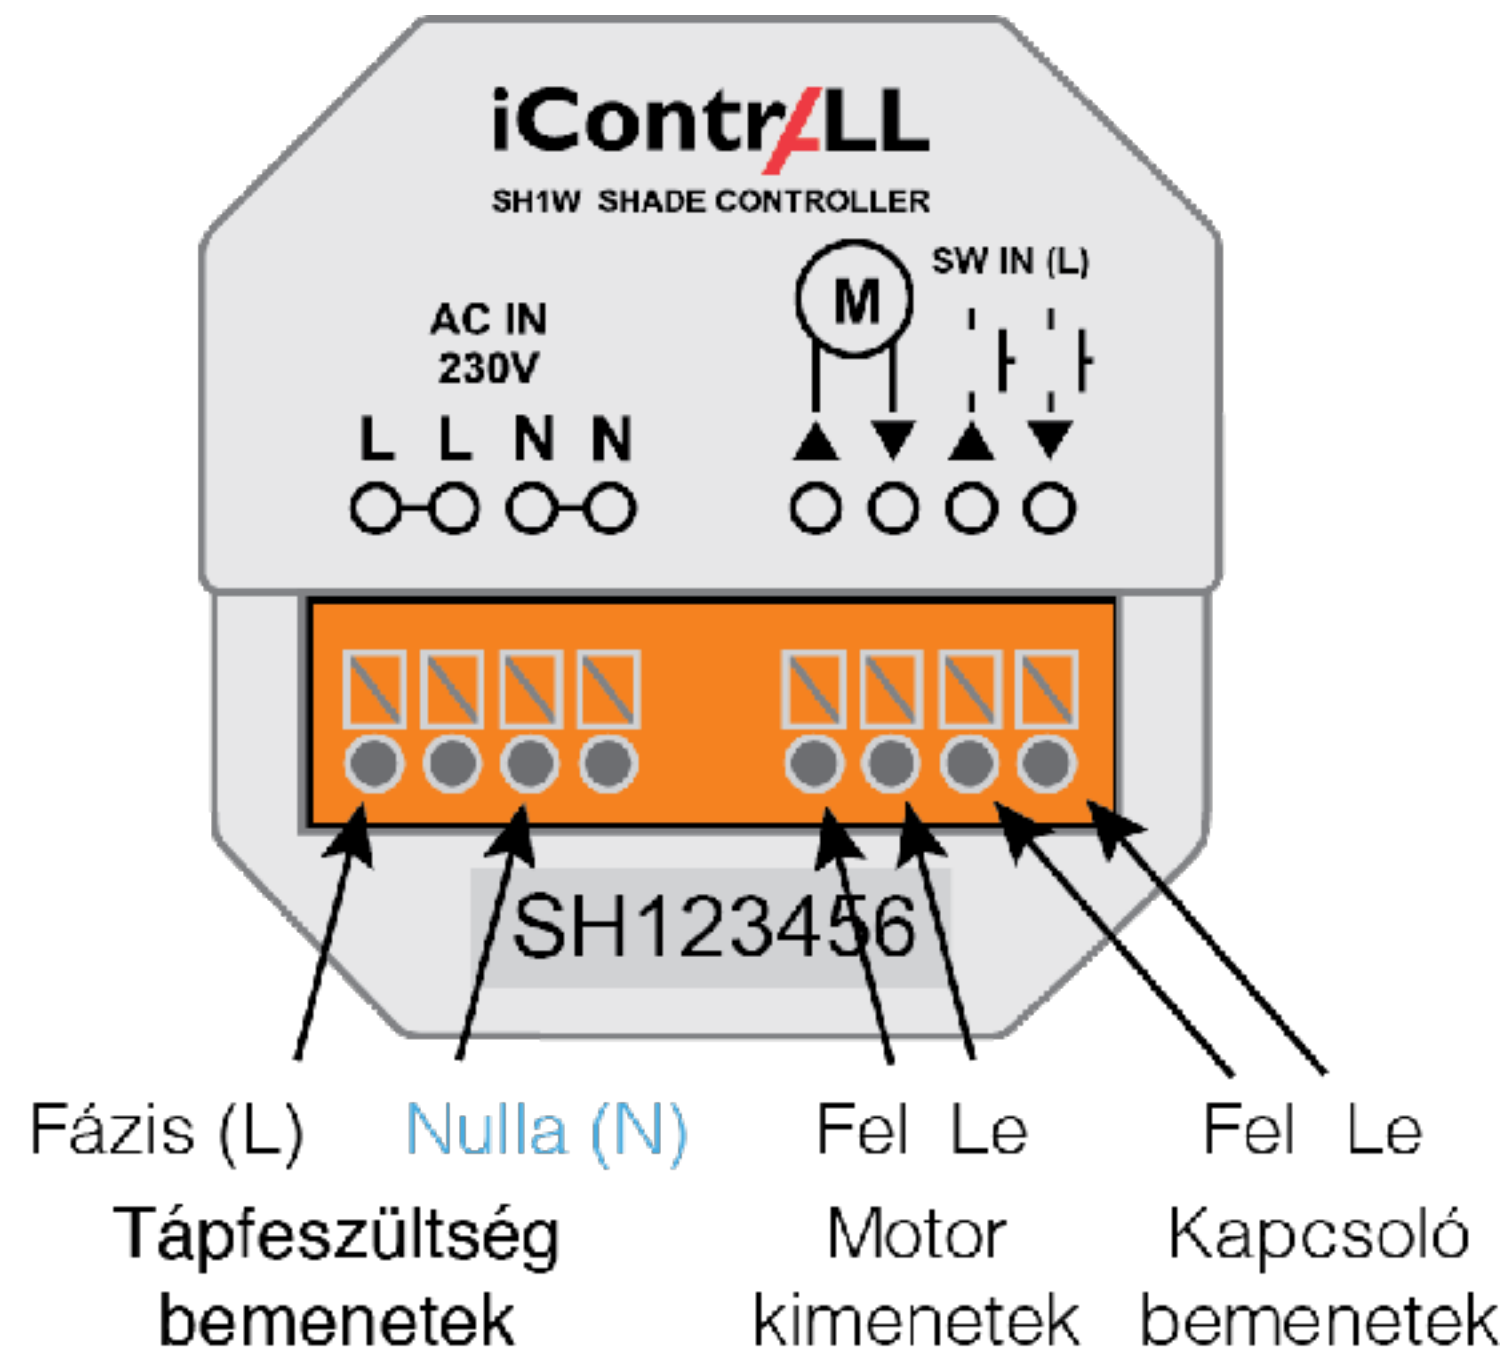 iContrALL
SH1W SHADE CONTROLLER
M
SW IN (L)
AC IN
230V
L L N N
SH123456
Fázis (L) Nulla (N) Fel Le Fel Le
Tápfeszültség bemenetek
Motor kimenetek
Kapcsoló bemenetek